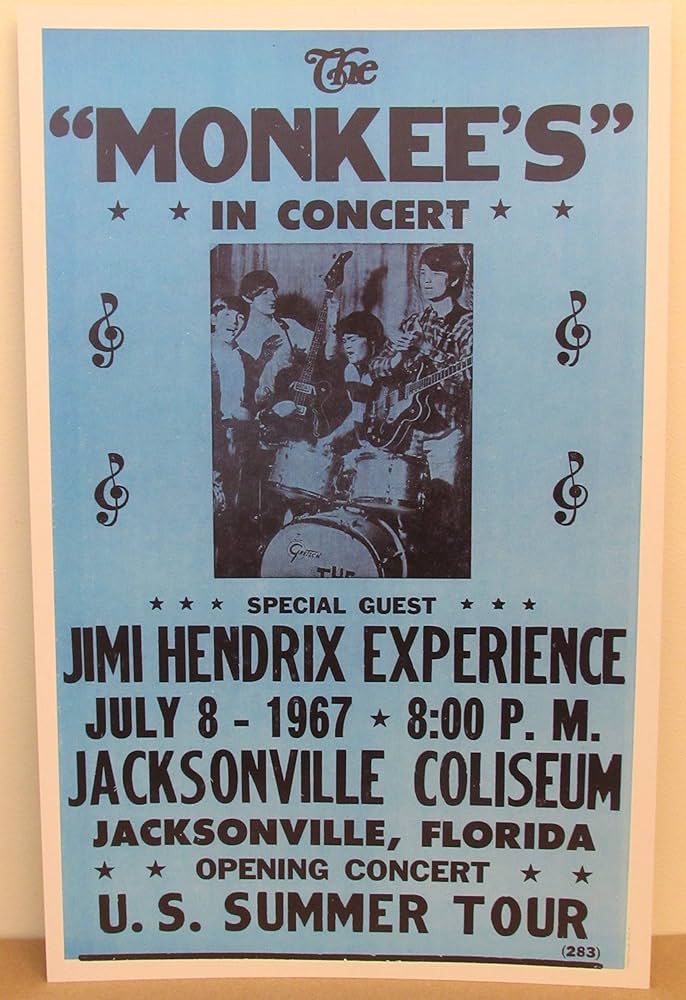 The
“MONKEE’S”
IN CONCERT
Gretsch
THE
SPECIAL GUEST
JIMI HENDRIX EXPERIENCE
JULY 8 - 1967 ★ 8:00 P. M.
JACKSONVILLE COLISEUM
JACKSONVILLE, FLORIDA
OPENING CONCERT
U. S. SUMMER TOUR
(283)